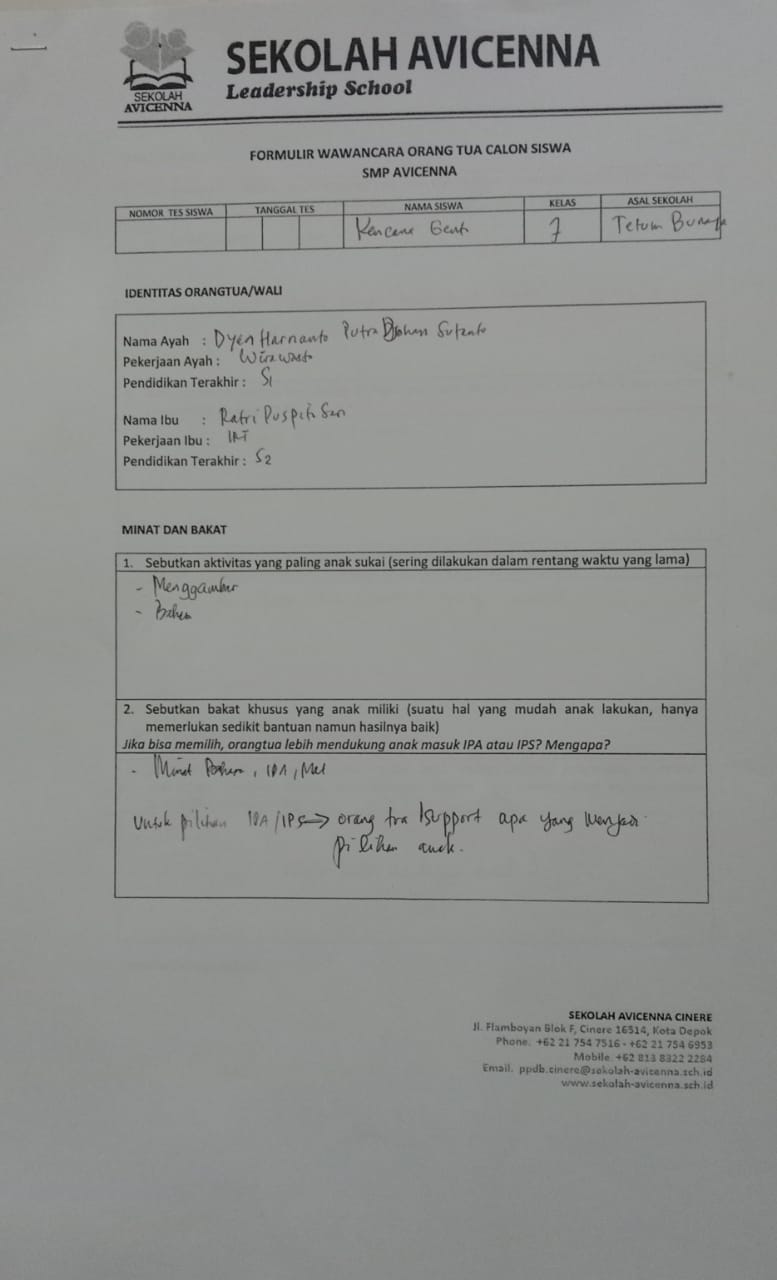 SEKOLAH AVICENNA
Leadership School
SEKOLAH
AVICENNA
FORMULIR WAWANCARA ORANG TUA CALON SISWA
SMP AVICENNA
NOMOR TES SISWA TANGGAL TES NAMA SISWA KELAS ASAL SEKOLAH
Kencana 7 Tetum Bunaya
IDENTITAS ORANGTUA/WALI
Nama Ayah : Dyen Harnanto Putra Sutanto
Pekerjaan Ayah : Wiraswasta
Pendidikan Terakhir : S1
Nama Ibu : Ratri Puspita Sari
Pekerjaan Ibu : IRT
Pendidikan Terakhir : S2
MINAT DAN BAKAT
1. Sebutkan aktivitas yang paling anak sukai (sering dilakukan dalam rentang waktu yang lama)
- Menggambar
2. Sebutkan bakat khusus yang anak miliki (suatu hal yang mudah anak lakukan, hanya
memerlukan sedikit bantuan namun hasilnya baik)
Jika bisa memilih, orangtua lebih mendukung anak masuk IPA atau IPS? Mengapa?
- Minat , IPA, Mat
Untuk pilihan IPA/IPS → orang tua support apa yang menjadi
pilihan anak.
SEKOLAH AVICENNA CINERE
Jl. Flamboyan Blok F, Cinere 16514, Kota Depok
Phone. +62 21 754 7516 - +62 21 754 6953
Mobile. +62 813 8322 2284
Email. ppdb.cinere@sekolah-avicenna.sch.id
www.sekolah-avicenna.sch.id